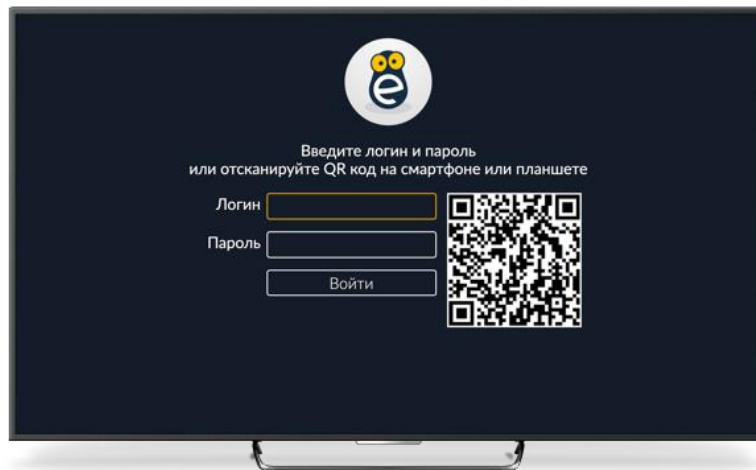 e
Введите логин и пароль
или отсканируйте QR код на смартфоне или планшете
Логин
Пароль
Войти